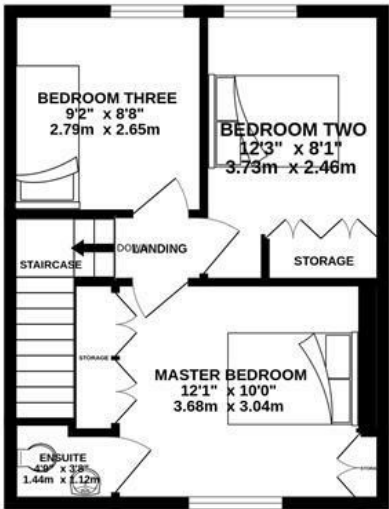 BEDROOM THREE
9'2" x 8'8"
2.79m x 2.65m
BEDROOM TWO
12'3" x 8'1"
3.73m x 2.46m
DOWN
LANDING
STAIRCASE
STORAGE
STORAGE
MASTER BEDROOM
12'1" x 10'0"
3.68m x 3.04m
ENSUITE
4'9" x 3'8"
1.44m x 1.12m